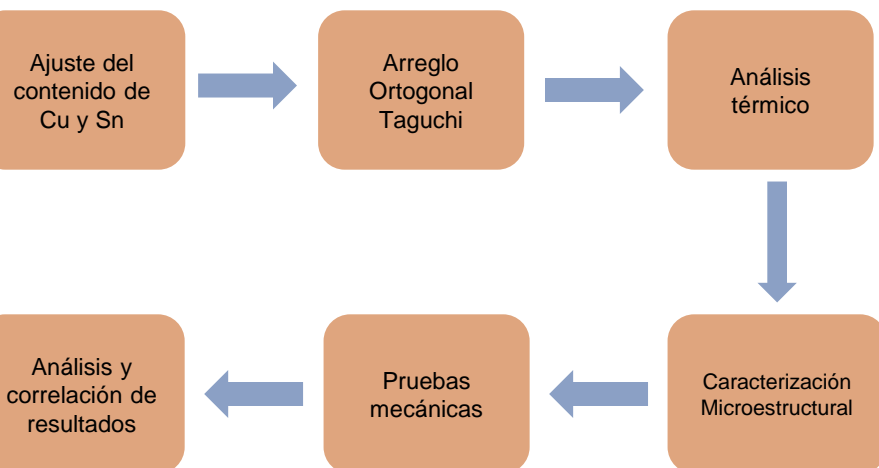 Ajuste del
contenido de
Cu y Sn
Arreglo
Ortogonal
Taguchi
Análisis
térmico
Caracterización
Microestructural
Pruebas
mecánicas
Análisis y
correlación de
resultados